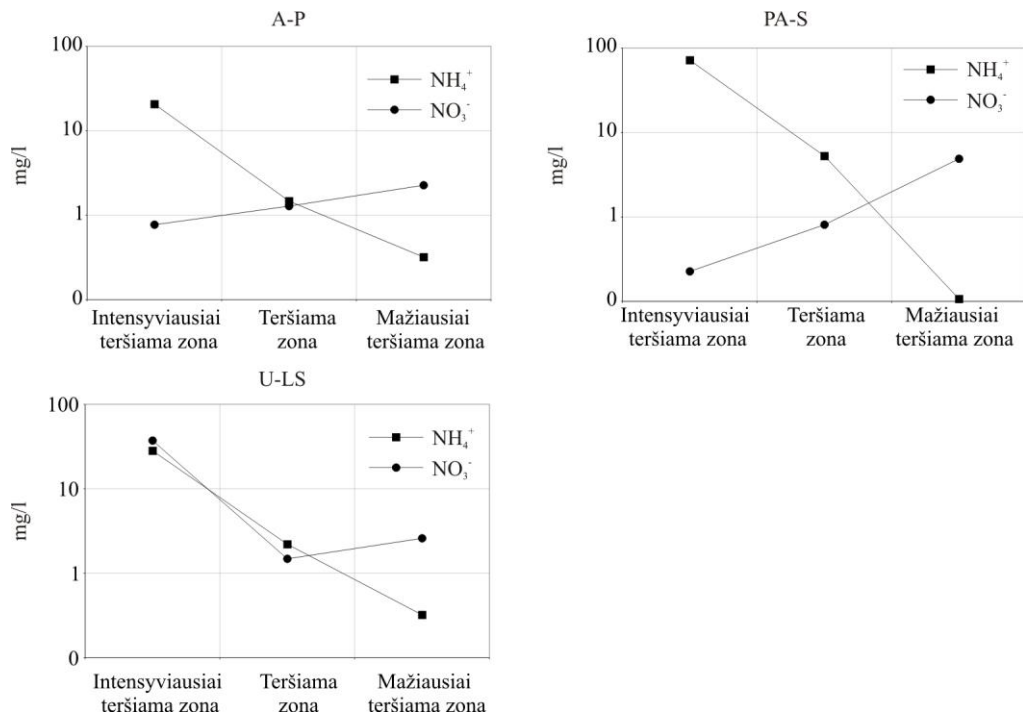 A-P
100
10
1
0
mg/l
NH₄⁺
NO₃⁻
Intensyviausiai
teršiama zona
Teršiama
zona
Mažiausiai
teršiama zona
PA-S
100
10
1
0
mg/l
NH₄⁺
NO₃⁻
Intensyviausiai
teršiama zona
Teršiama
zona
Mažiausiai
teršiama zona
U-LS
100
10
1
0
mg/l
NH₄⁺
NO₃⁻
Intensyviausiai
teršiama zona
Teršiama
zona
Mažiausiai
teršiama zona